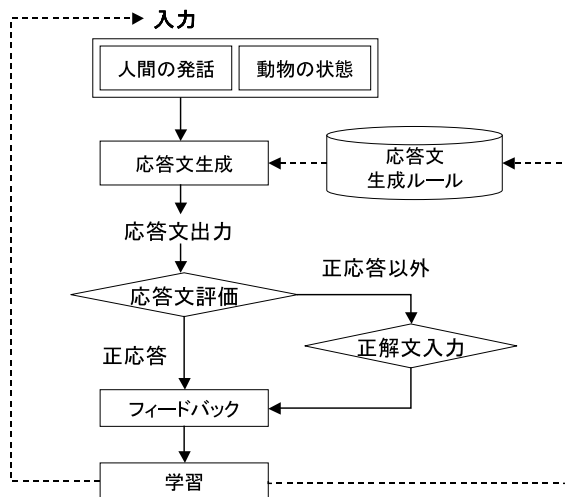 入力
人間の発話
動物の状態
応答文生成
応答文
生成ルール
応答文出力
応答文評価
正応答以外
正解文入力
正応答
フィードバック
学習